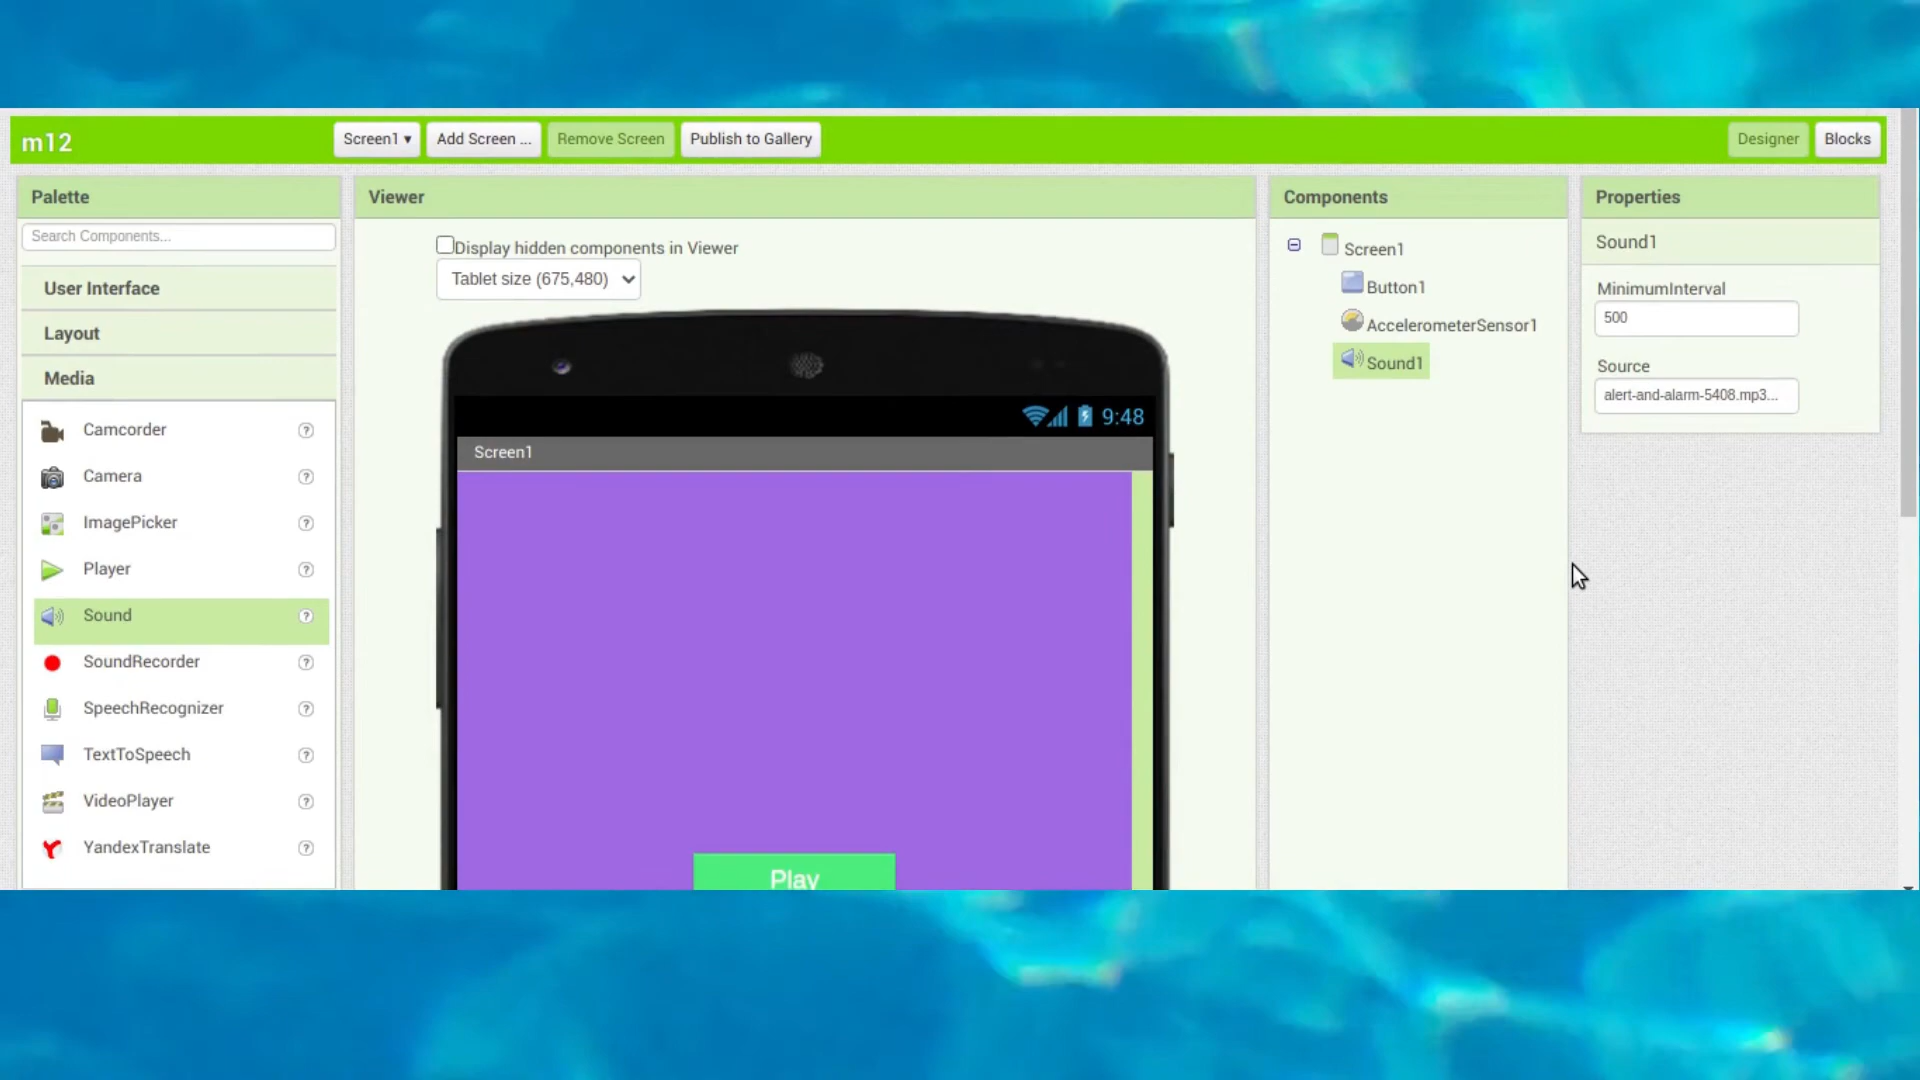 m12
Screen1 ▾
Add Screen ...
Remove Screen
Publish to Gallery
Designer
Blocks
Palette
Search Components...
User Interface
Layout
Media
Camcorder
?
Camera
?
ImagePicker
?
Player
?
Sound
?
SoundRecorder
?
SpeechRecognizer
?
TextToSpeech
?
VideoPlayer
?
YandexTranslate
?
Viewer
Display hidden components in Viewer
Tablet size (675,480)
9:48
Screen1
Play
Components
Screen1
Button1
AccelerometerSensor1
Sound1
Properties
Sound1
MinimumInterval
500
Source
alert-and-alarm-5408.mp3...